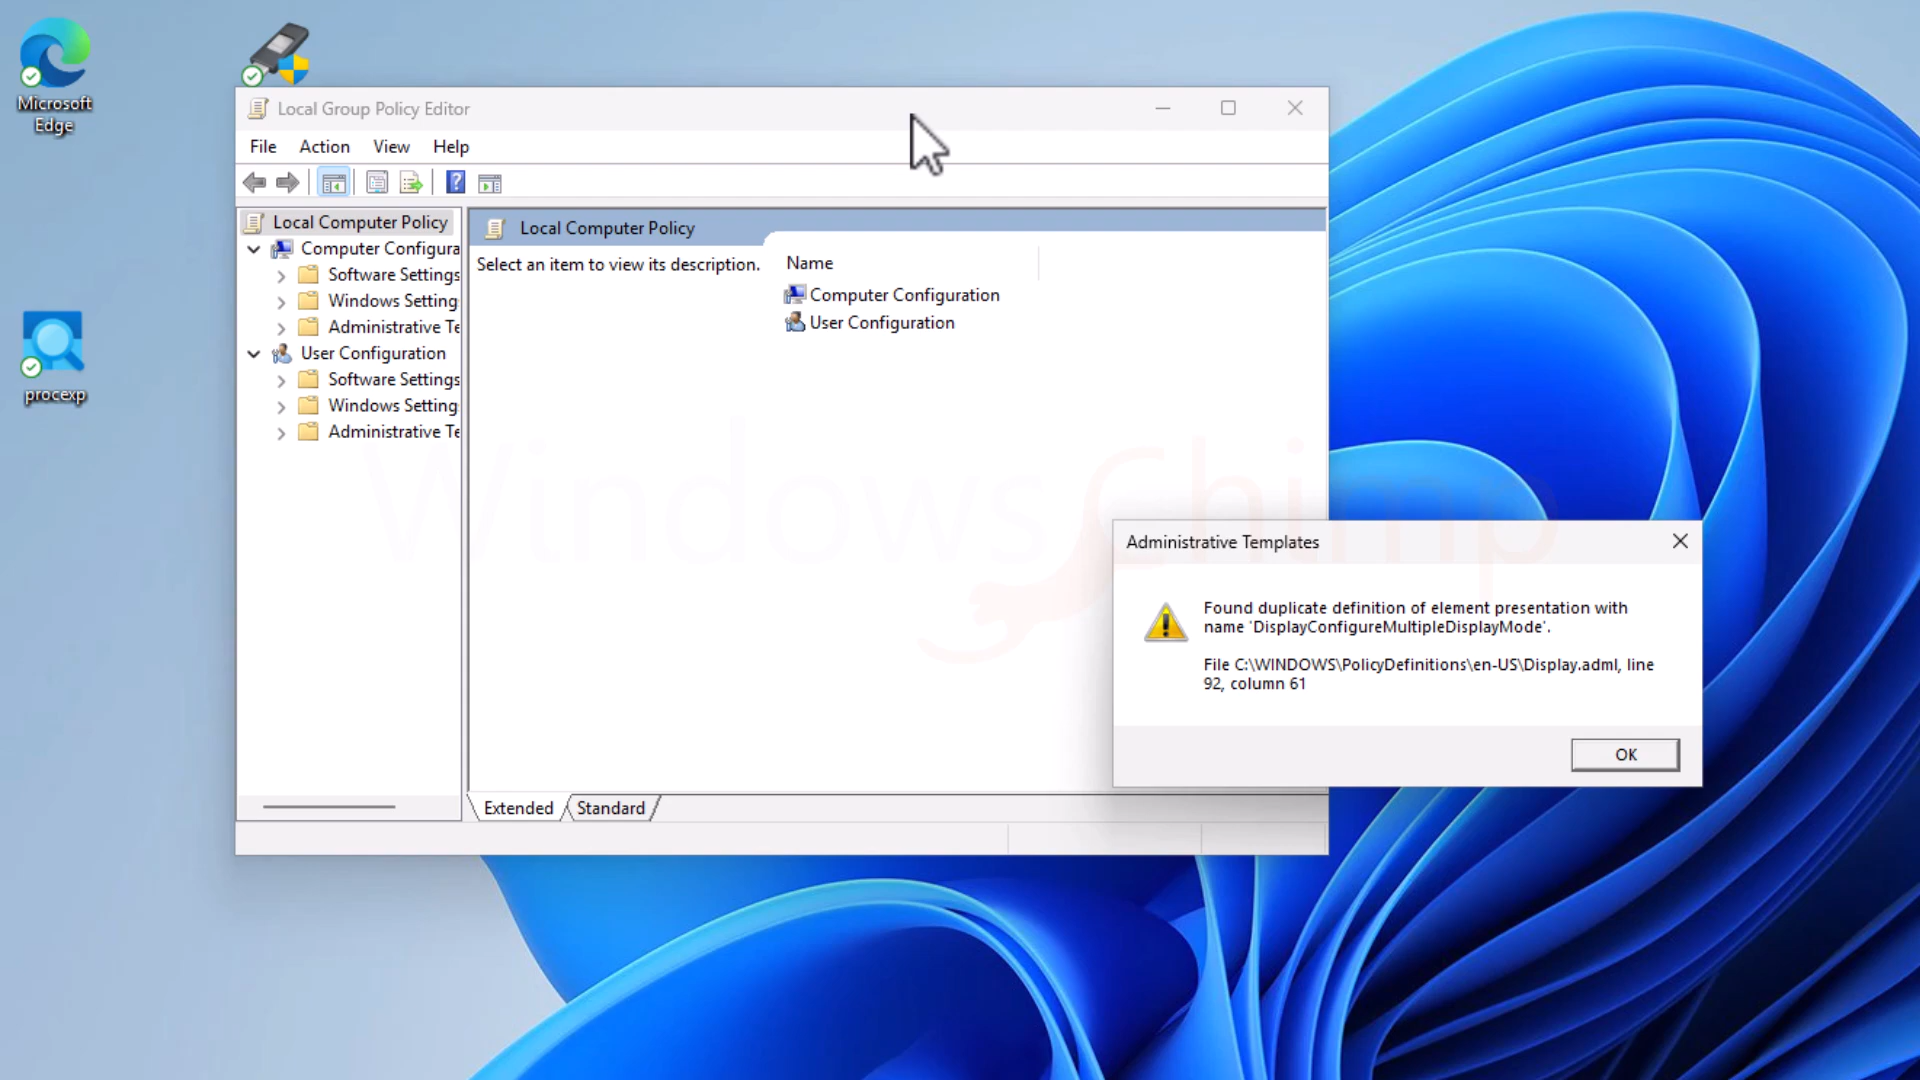 Microsoft
Edge
procexp
Local Group Policy Editor
File Action View Help
Local Computer Policy
Computer Configura
Software Settings
Windows Setting
Administrative Te
User Configuration
Software Settings
Windows Setting
Administrative Te
Local Computer Policy
Select an item to view its description.
Name
Computer Configuration
User Configuration
Extended Standard
Windows Chimp
Administrative Templates
Found duplicate definition of element presentation with
name 'DisplayConfigureMultipleDisplayMode'.
File C:\WINDOWS\PolicyDefinitions\en-US\Display.adml, line
92, column 61
OK